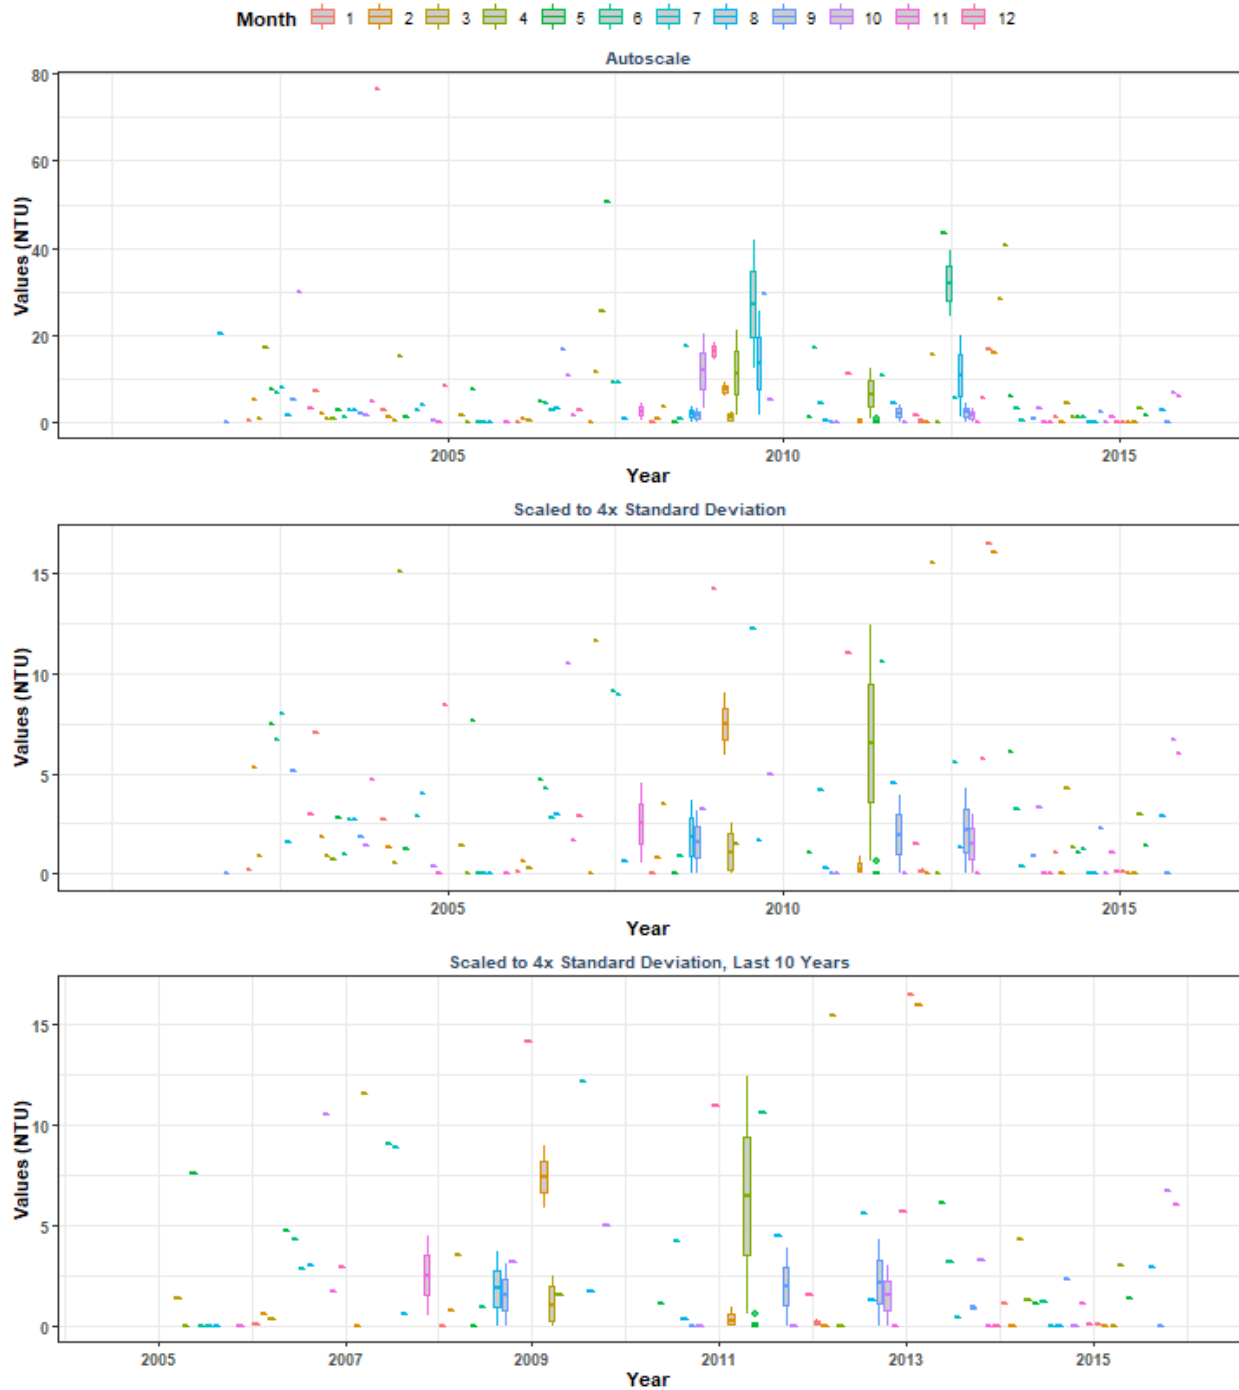 Month 1 2 3 4 5 6 7 8 9 10 11 12
Autoscale
80
60
40
20
0
Values (NTU)
2005 2010 2015
Year
Scaled to 4x Standard Deviation
15
10
5
0
Values (NTU)
2005 2010 2015
Year
Scaled to 4x Standard Deviation, Last 10 Years
15
10
5
0
Values (NTU)
2005 2007 2009 2011 2013 2015
Year